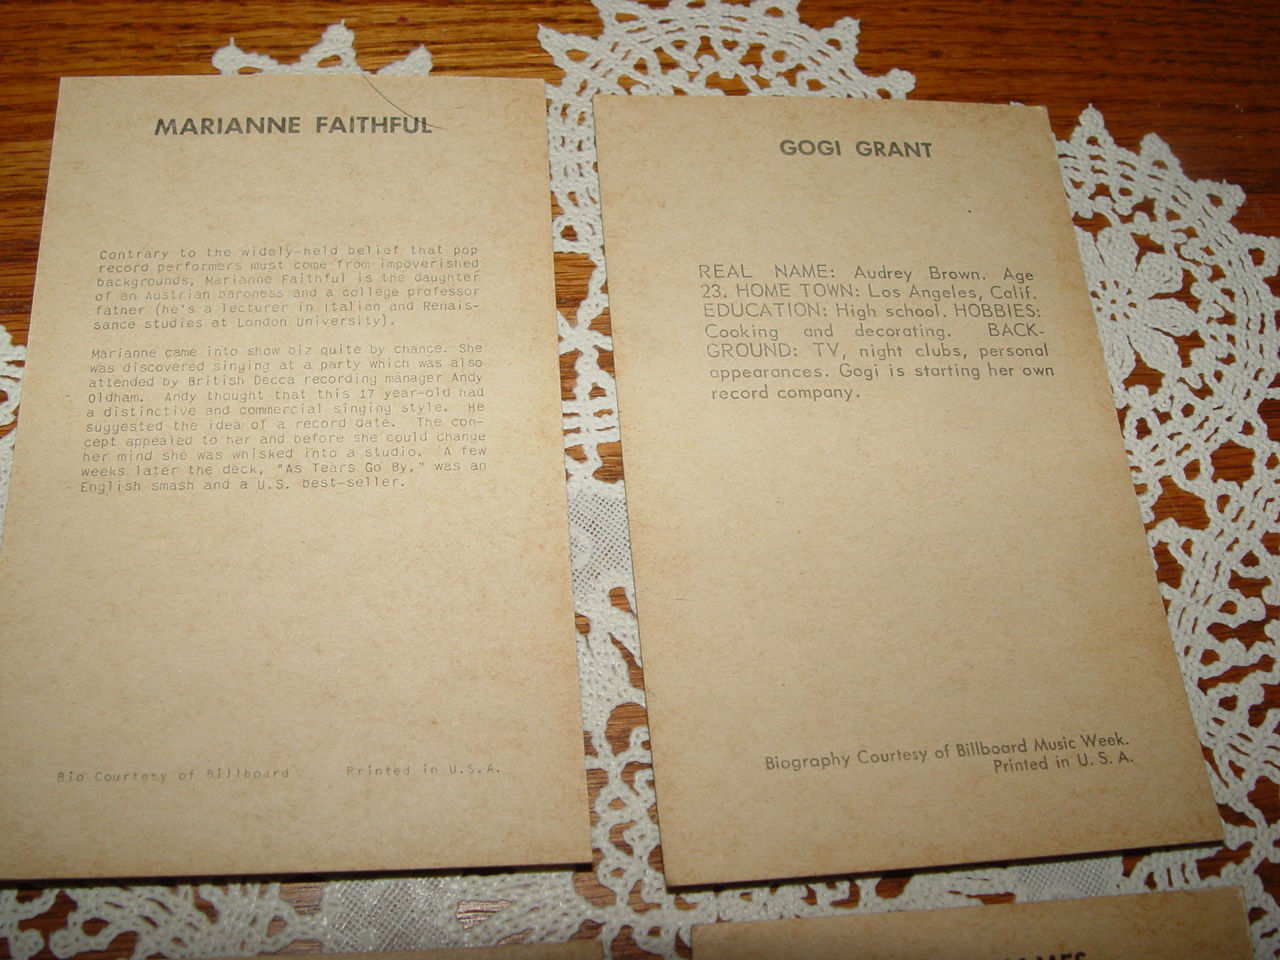 MARIANNE FAITHFUL
Contrary to the widely-held belief that pop
record performers must come from impoverished
backgrounds, Marianne Faithful is the daughter
of an Austrian baroness and a college professor
father (he's a lecturer in Italian and Renais-
sance studies at London University).
Marianne came into show biz quite by chance. She
was discovered singing at a party which was also
attended by British Decca recording manager Andy
Oldham. Andy thought that this 17 year-old had
a distinctive and commercial singing style. He
suggested the idea of a record date. The con-
cept appealed to her and before she could change
her mind she was whisked into a studio. A few
weeks later the deck, "As Tears Go By," was an
English smash and a U.S. best-seller.
Bio Courtesy of Billboard Printed in U.S.A.
GOGI GRANT
REAL NAME: Audrey Brown. Age
23. HOME TOWN: Los Angeles, Calif.
EDUCATION: High school. HOBBIES:
Cooking and decorating. BACK-
GROUND: TV, night clubs, personal
appearances. Gogi is starting her own
record company.
Biography Courtesy of Billboard Music Week.
Printed in U. S. A.